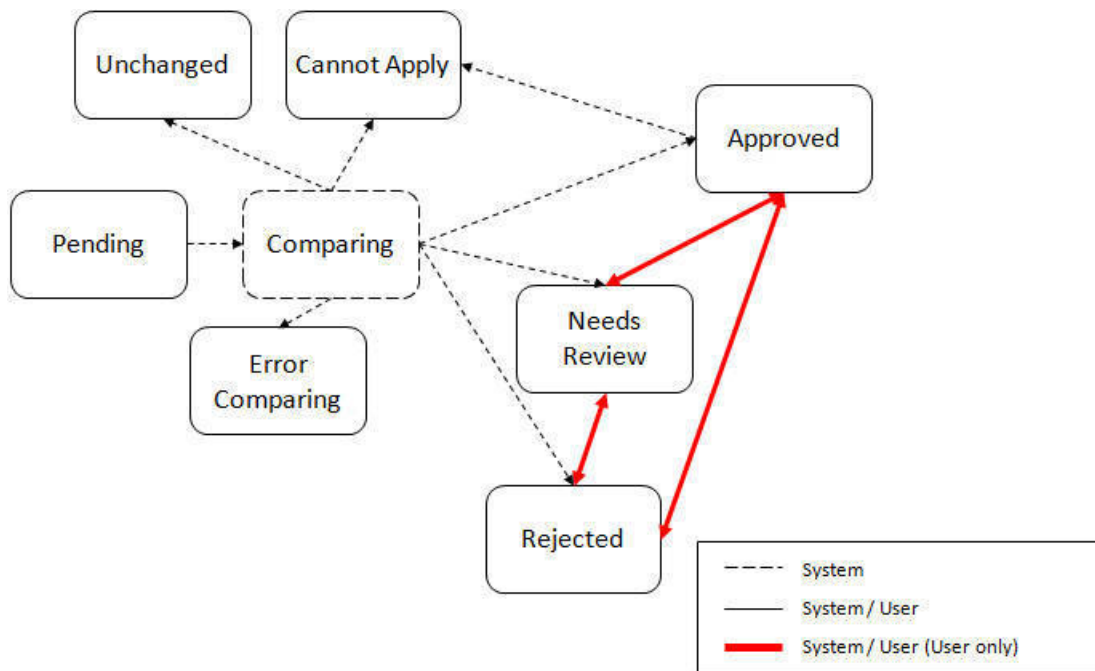 Unchanged
Cannot Apply
Approved
Pending
Comparing
Needs
Review
Error
Comparing
Rejected
System
System / User
System / User (User only)